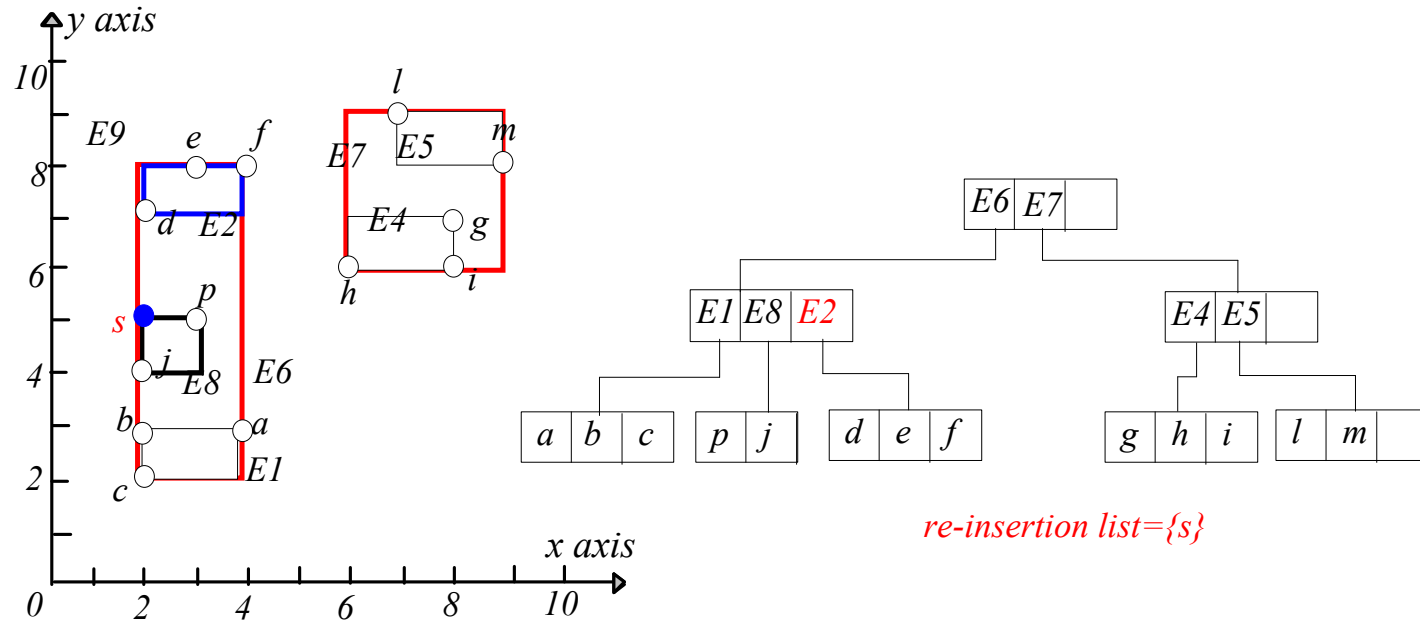 y axis
10
l
E9
e
f
m
E7
E5
8
d
E2
E4
g
6
h
i
p
s
j
E8
4
E6
b
a
E1
2
c
x axis
0
2
4
6
8
10
E6 E7
E1 E8 E2
E4 E5
a b c
p j
d e f
g h i
l m
re-insertion list={s}